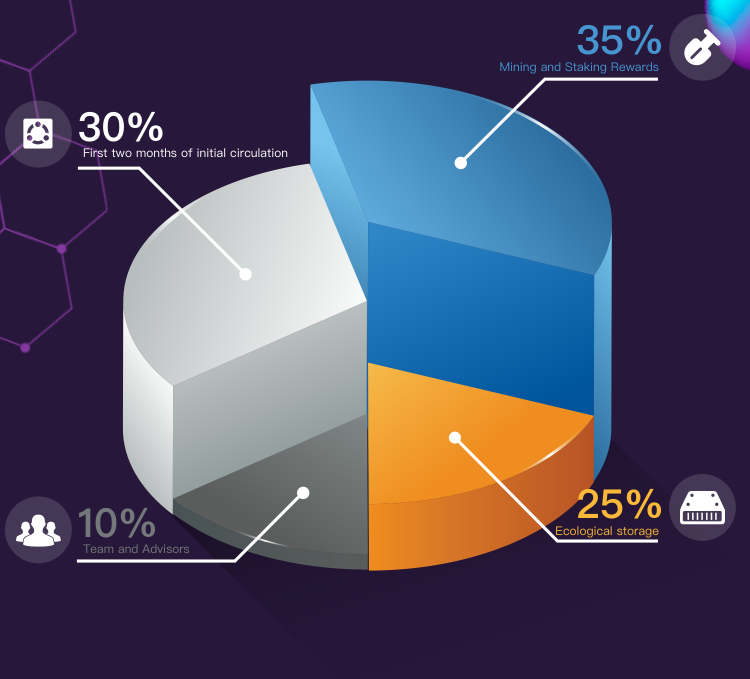 35%
Mining and Staking Rewards
30%
First two months of initial circulation
25%
Ecological storage
10%
Team and Advisors